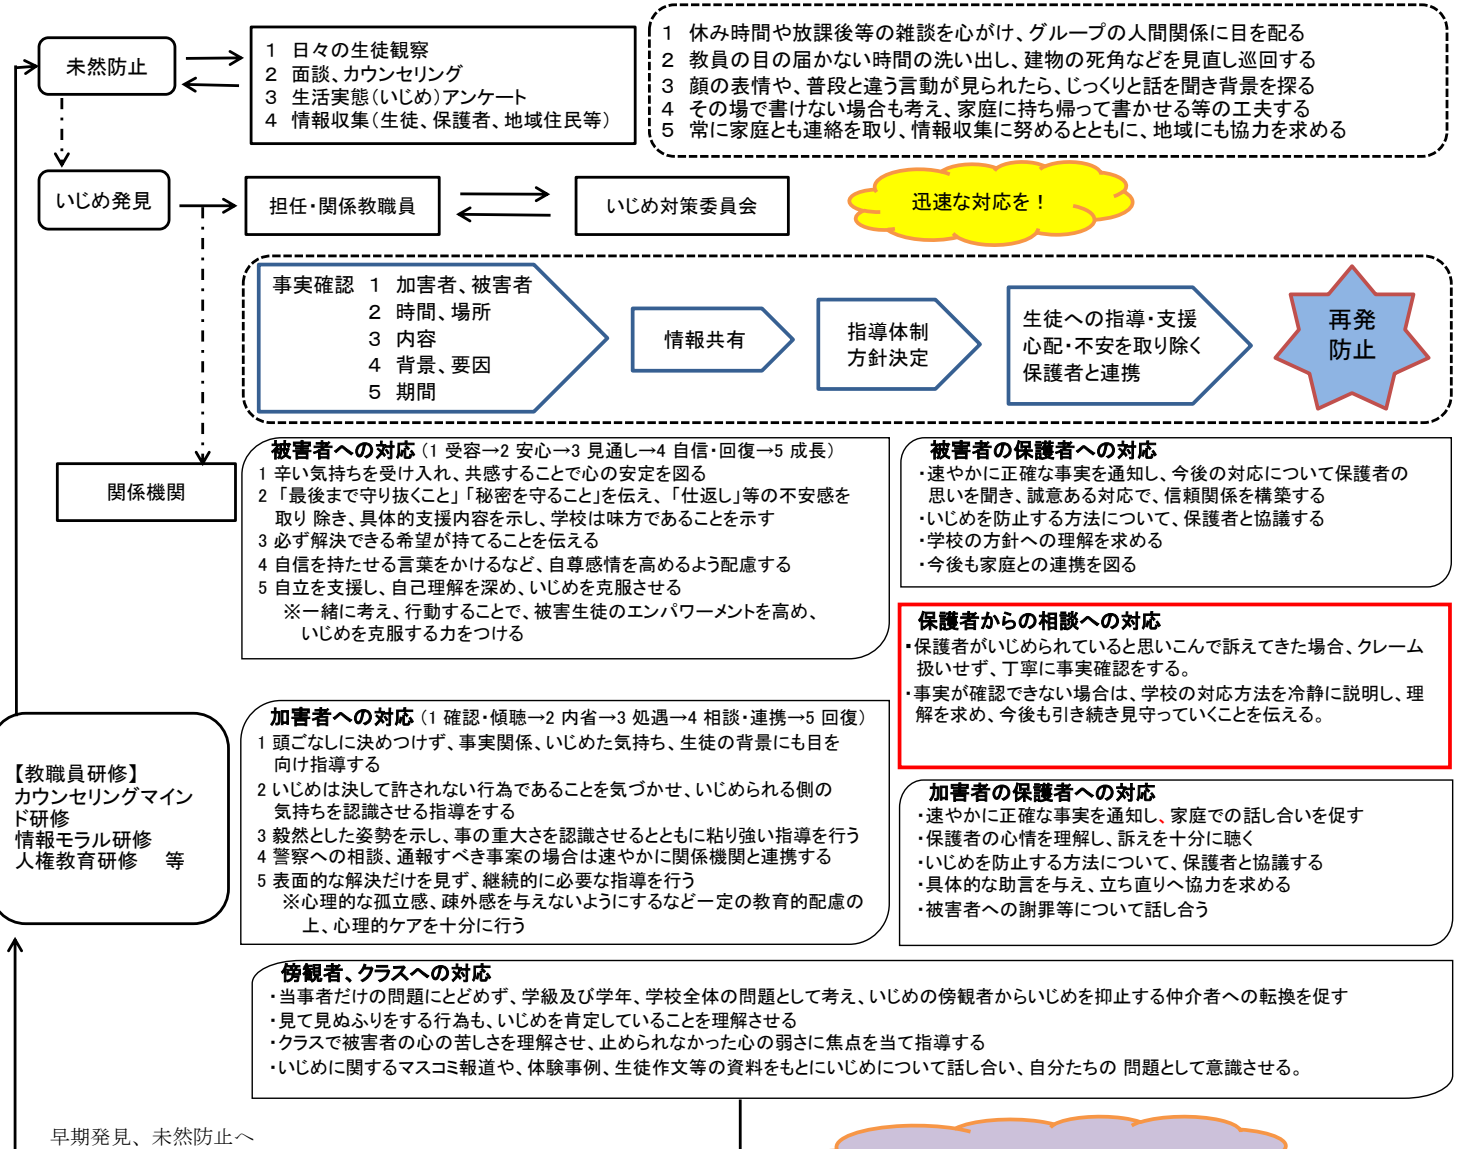 未然防止
1 日々の生徒観察
2 面談、カウンセリング
3 生活実態(いじめ)アンケート
4 情報収集(生徒、保護者、地域住民等)
1 休み時間や放課後等の雑談を心がけ、グループの人間関係に目を配る
2 教員の目の届かない時間の洗い出し、建物の死角などを見直し巡回する
3 顔の表情や、普段と違う言動が見られたら、じっくりと話を聞き背景を探る
4 その場で書けない場合も考え、家庭に持ち帰って書かせる等の工夫する
5 常に家庭とも連絡を取り、情報収集に努めるとともに、地域にも協力を求める
いじめ発見
担任・関係教職員
いじめ対策委員会
迅速な対応を!
事実確認 1 加害者、被害者
2 時間、場所
3 内容
4 背景、要因
5 期間
情報共有
指導体制
方針決定
生徒への指導・支援
心配・不安を取り除く
保護者と連携
再発
防止
関係機関
被害者への対応(1 受容→2 安心→3 見通し→4 自信・回復→5 成長)
1 辛い気持ちを受け入れ、共感することで心の安定を図る
2 「最後まで守り抜くこと」「秘密を守ること」を伝え、「仕返し」等の不安感を
取り 除き、具体的支援内容を示し、学校は味方であることを示す
3 必ず解決できる希望が持てることを伝える
4 自信を持たせる言葉をかけるなど、自尊感情を高めるよう配慮する
5 自立を支援し、自己理解を深め、いじめを克服させる
※一緒に考え、行動することで、被害生徒のエンパワーメントを高め、
いじめを克服する力をつける
被害者の保護者への対応
・速やかに正確な事実を通知し、今後の対応について保護者の
思いを聞き、誠意ある対応で、信頼関係を構築する
・いじめを防止する方法について、保護者と協議する
・学校の方針への理解を求める
・今後も家庭との連携を図る
保護者からの相談への対応
・保護者がいじめられていると思いこんで訴えてきた場合、クレーム
扱いせず、丁寧に事実確認をする。
・事実が確認できない場合は、学校の対応方法を冷静に説明し、理
解を求め、今後も引き続き見守っていくことを伝える。
加害者への対応(1 確認・傾聴→2 内省→3 処遇→4 相談・連携→5 回復)
1 頭ごなしに決めつけず、事実関係、いじめた気持ち、生徒の背景にも目を
向け指導する
2 いじめは決して許されない行為であることを気づかせ、いじめられる側の
気持ちを認識させる指導をする
3 毅然とした姿勢を示し、事の重大さを認識させるとともに粘り強い指導を行う
4 警察への相談、通報すべき事案の場合は速やかに関係機関と連携する
5 表面的な解決だけを見ず、継続的に必要な指導を行う
※心理的な孤立感、疎外感を与えないようにするなど一定の教育的配慮の
上、心理的ケアを十分に行う
加害者の保護者への対応
・速やかに正確な事実を通知し、家庭での話し合いを促す
・保護者の心情を理解し、訴えを十分に聴く
・いじめを防止する方法について、保護者と協議する
・具体的な助言を与え、立ち直りへ協力を求める
・被害者への謝罪等について話し合う
【教職員研修】
カウンセリングマイン
ド研修
情報モラル研修
人権教育研修 等
傍観者、クラスへの対応
・当事者だけの問題にとどめず、学級及び学年、学校全体の問題として考え、いじめの傍観者からいじめを抑止する仲介者への転換を促す
・見て見ぬふりをする行為も、いじめを肯定していることを理解させる
・クラスで被害者の心の苦しさを理解させ、止められなかった心の弱さに焦点を当て指導する
・いじめに関するマスコミ報道や、体験事例、生徒作文等の資料をもとにいじめについて話し合い、自分たちの 問題として意識させる。
早期発見、未然防止へ